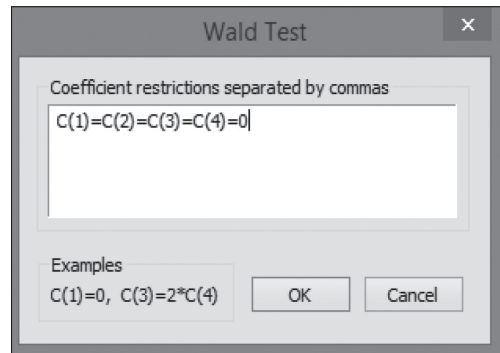 Wald Test
×
Coefficient restrictions separated by commas
C(1)=C(2)=C(3)=C(4)=0
Examples
C(1)=0, C(3)=2*C(4)
OK
Cancel